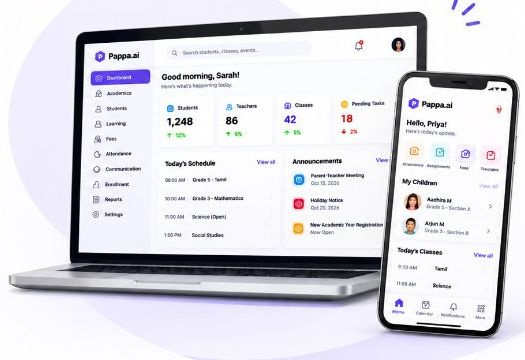 Pappa.ai
Search students, classes, events...
Dashboard
Academics
Students
Learning
Fees
Attendance
Communication
Enrollment
Reports
Settings
Good morning, Sarah!
Here's what's happening today.
Students
1,248
↑ 12%
Teachers
86
↑ 6%
Classes
42
↑ 5%
Pending Tasks
18
↓ 2%
Today's Schedule View all
09:00 AM Grade 5 - Tamil
10:00 AM Grade 3 - Mathematics
11:00 AM Science (Open)
1:00 PM Social Studies
Announcements View
Parent-Teacher Meeting
Oct 15, 2026
Holiday Notice
Oct 20, 2026
New Academic Year Registration
Now Open
Pappa.ai
Hello, Priya!
Here's today's update.
Attendance Assignments Fees Timetable
My Children View all
Aadhira M
Grade 5 - Section A
Arjun M
Grade 3 - Section B
Today's Classes View all
9:00 AM Tamil
11:00 AM Science
Home Calendar Notifications More